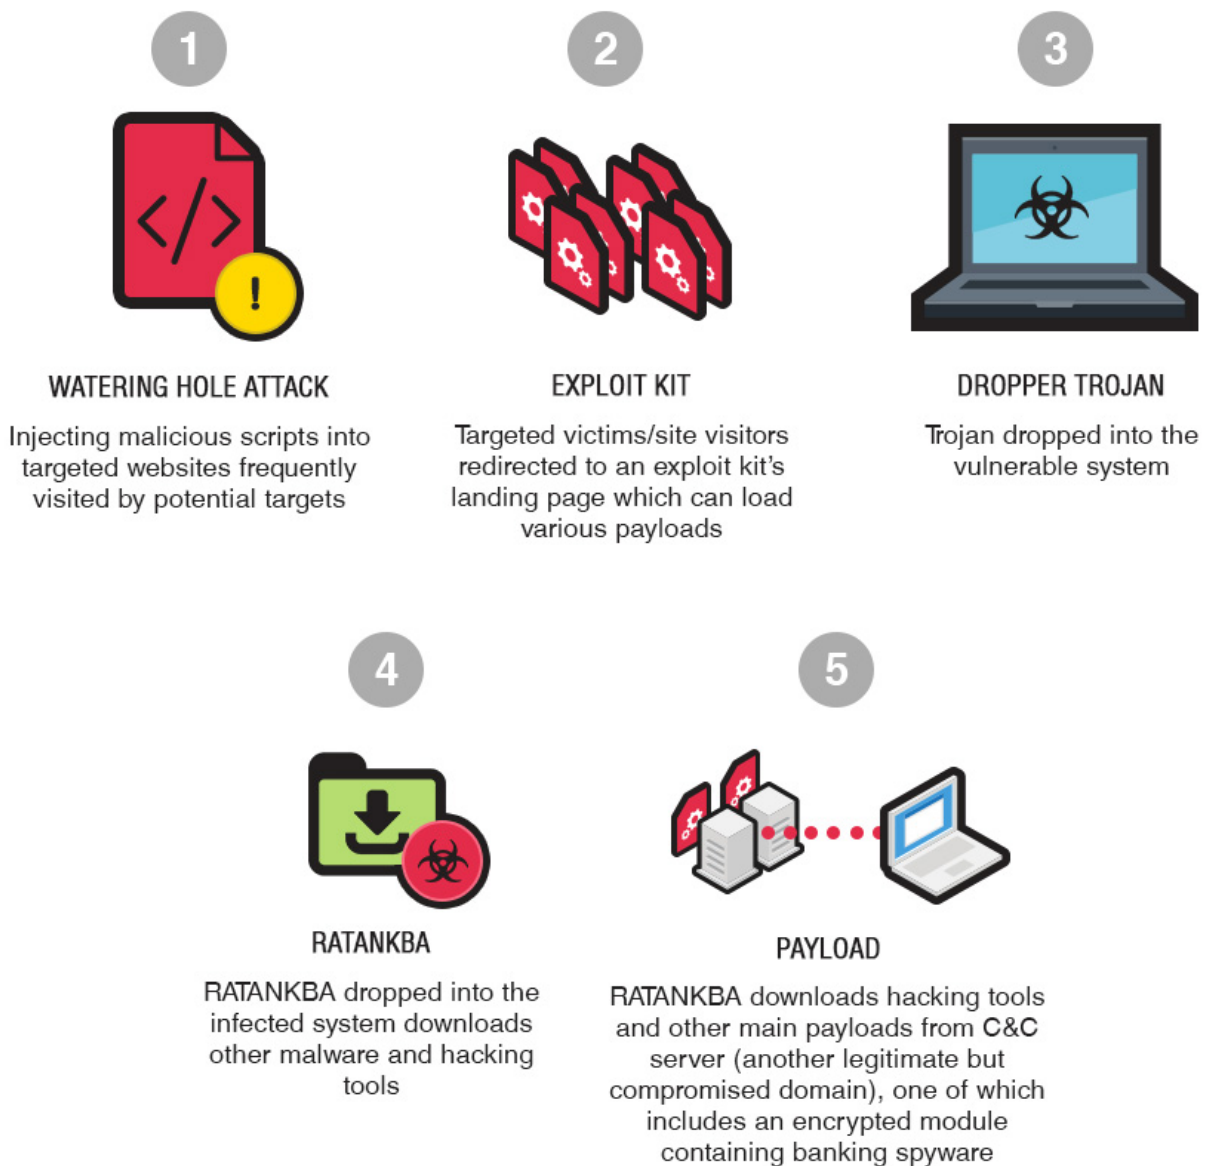 1
2
3
WATERING HOLE ATTACK
Injecting malicious scripts into
targeted websites frequently
visited by potential targets
EXPLOIT KIT
Targeted victims/site visitors
redirected to an exploit kit's
landing page which can load
various payloads
DROPPER TROJAN
Trojan dropped into the
vulnerable system
4
5
RATANKBA
RATANKBA dropped into the
infected system downloads
other malware and hacking
tools
PAYLOAD
RATANKBA downloads hacking tools
and other main payloads from C&C
server (another legitimate but
compromised domain), one of which
includes an encrypted module
containing banking spyware